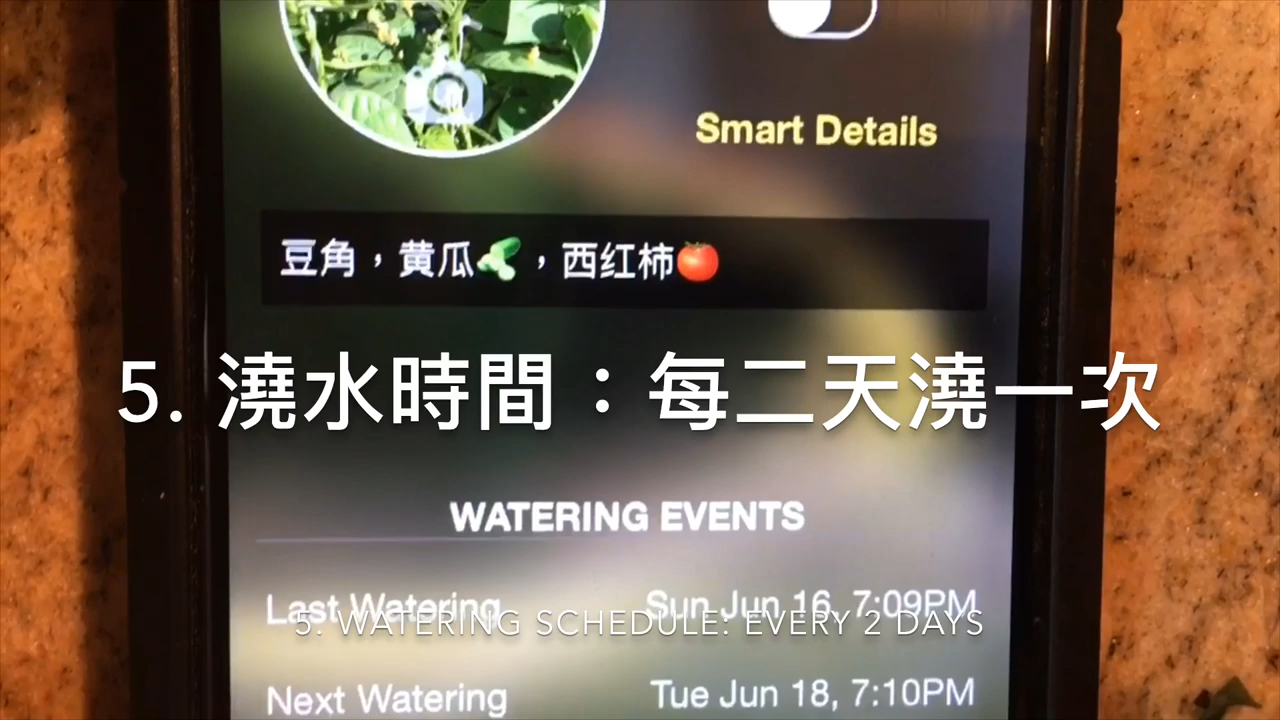 Smart Details
豆角，黄瓜🥒，西红柿🍅
5. 澆水時間：每二天澆一次
WATERING EVENTS
Last Watering Sun Jun 16, 7:09PM
5. WATERING SCHEDULE: EVERY 2 DAYS
Next Watering Tue Jun 18, 7:10PM